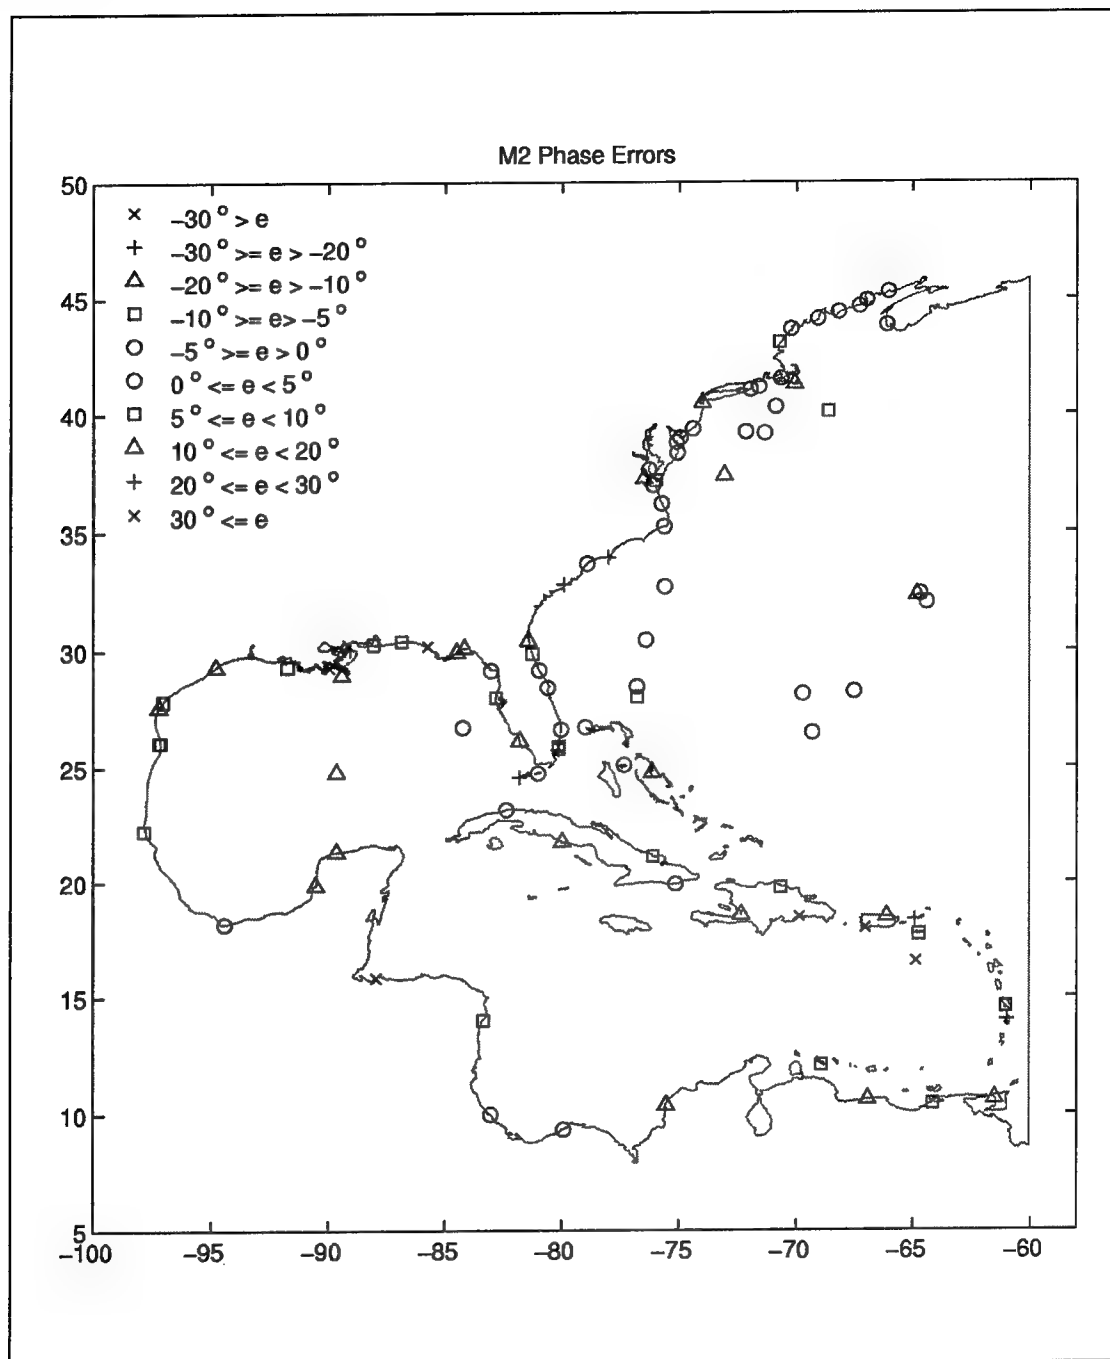 M2 Phase Errors
50
45
40
35
30
25
20
15
10
5
× −30° > e
+ −30° >= e > −20°
△ −20° >= e > −10°
□ −10° >= e> −5°
○ −5° >= e > 0°
○ 0° <= e < 5°
□ 5° <= e < 10°
△ 10° <= e < 20°
+ 20° <= e < 30°
× 30° <= e
−100 −95 −90 −85 −80 −75 −70 −65 −60